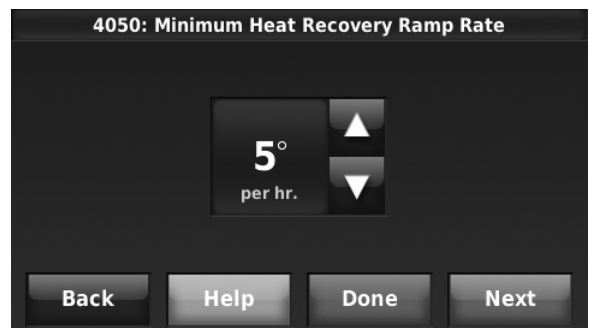 4050: Minimum Heat Recovery Ramp Rate
5°
per hr.
Back Help Done Next